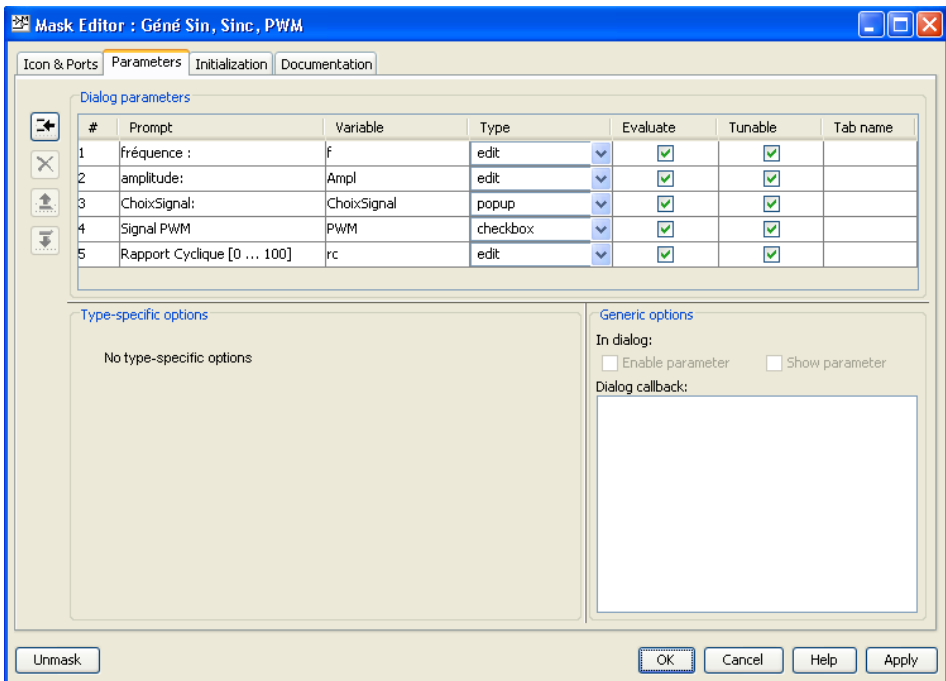 Mask Editor : Géné Sin, Sinc, PWM
Icon & Ports Parameters Initialization Documentation
Dialog parameters
# Prompt Variable Type Evaluate Tunable Tab name
1 fréquence : f edit
2 amplitude: Ampl edit
3 ChoixSignal: ChoixSignal popup
4 Signal PWM PWM checkbox
5 Rapport Cyclique [0 ... 100] rc edit
Type-specific options
No type-specific options
Generic options
In dialog:
Enable parameter Show parameter
Dialog callback:
Unmask OK Cancel Help Apply